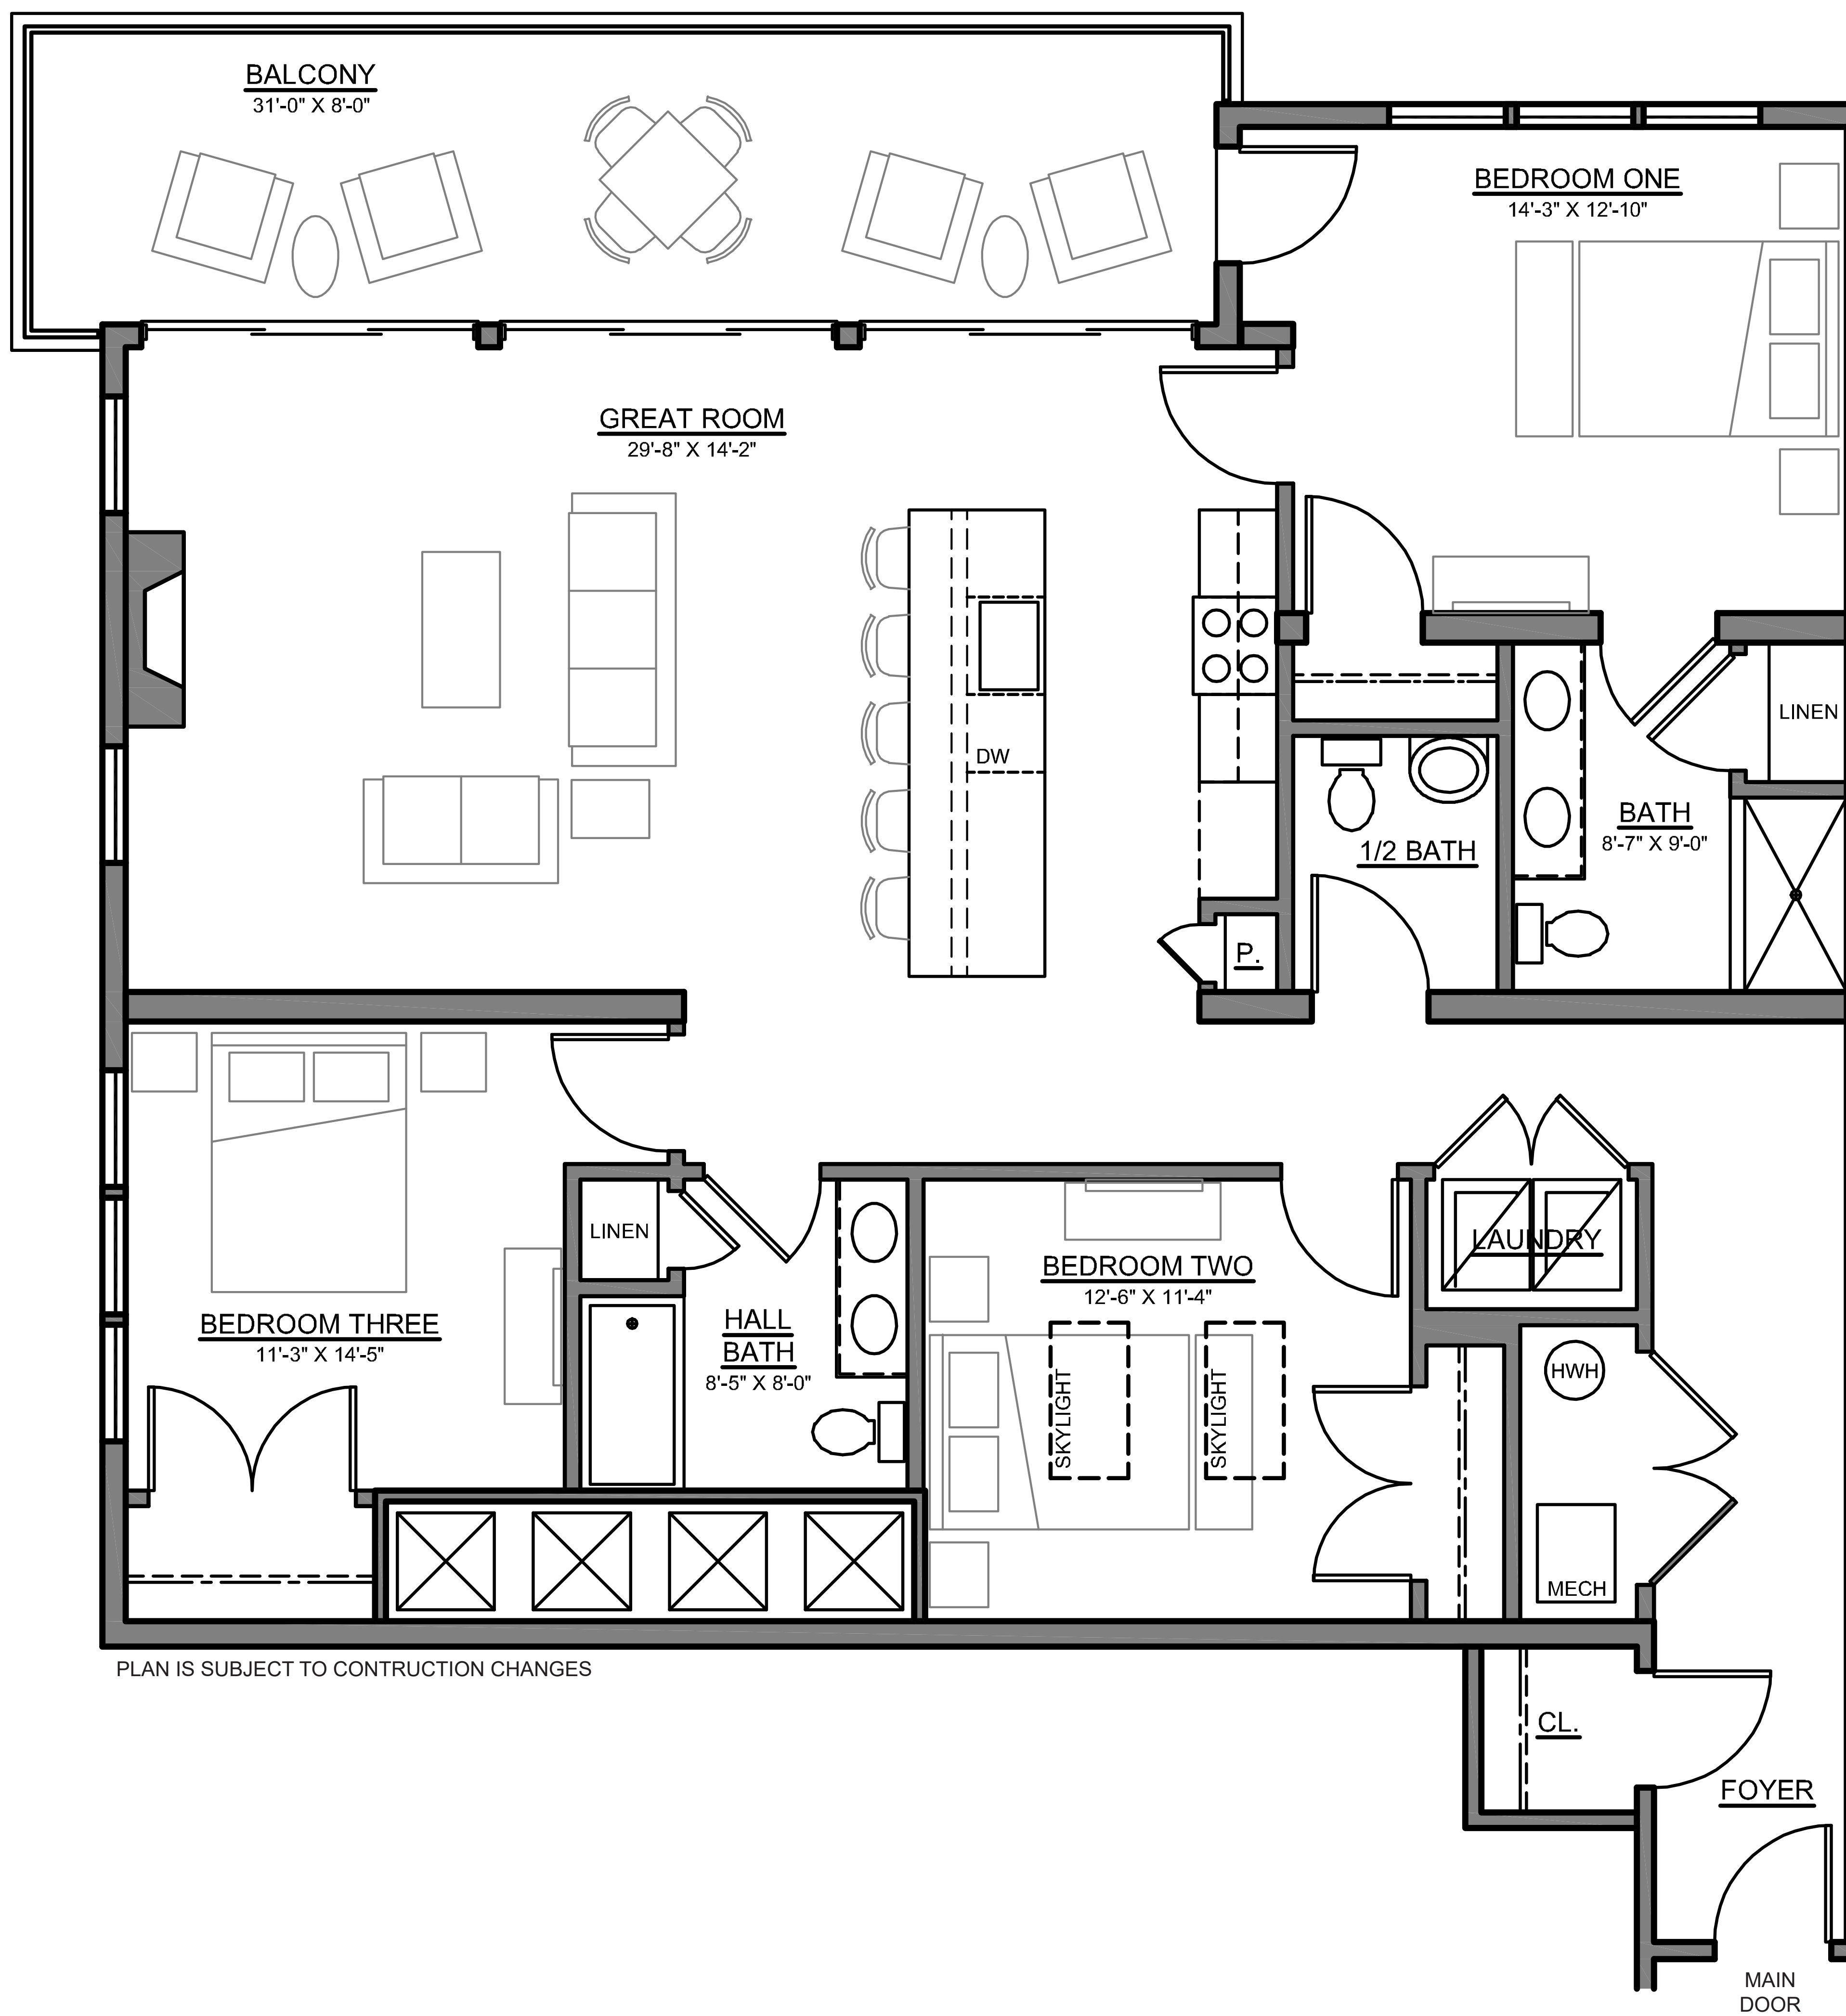 BALCONY
31'-0" X 8'-0"
BEDROOM ONE
14'-3" X 12'-10"
GREAT ROOM
29'-8" X 14'-2"
LINEN
DW
BATH
8'-7" X 9'-0"
1/2 BATH
P.
LINEN
LAUNDRY
BEDROOM TWO
12'-6" X 11'-4"
BEDROOM THREE
11'-3" X 14'-5"
HALL
BATH
8'-5" X 8'-0"
SKYLIGHT
SKYLIGHT
HWH
MECH
PLAN IS SUBJECT TO CONTRUCTION CHANGES
CL.
FOYER
MAIN
DOOR